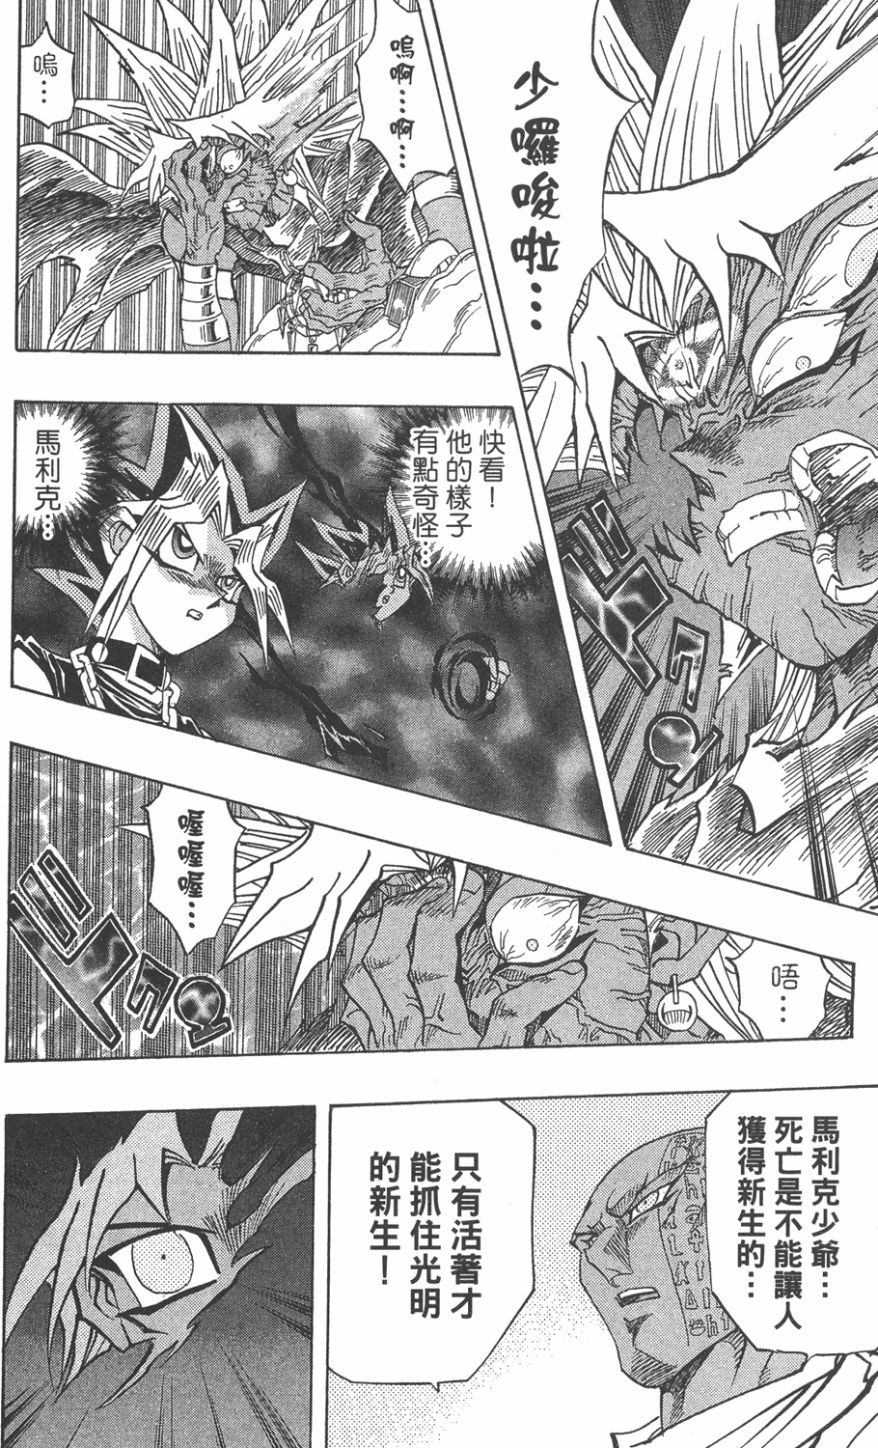 少囉唆啦…
嗚啊…啊…
嗚…
快看！
他的樣子
有點奇怪…
馬利克…
唔…
喔喔喔…
馬利克少爺…
死亡是不能讓人
獲得新生的…
只有活著才
能抓住光明
的新生！